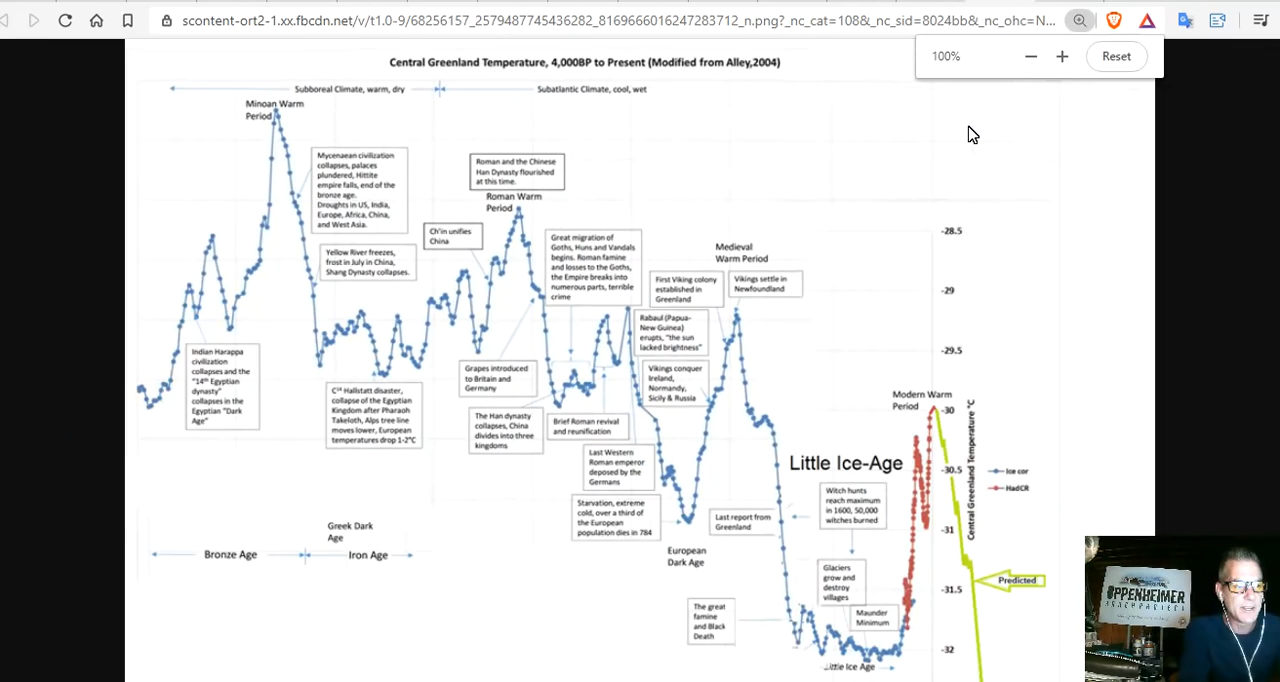 scontent-ort2-1.xx.fbcdn.net/v/t1.0-9/68256157_2579487745436282_8169666016247283712_n.png?_nc_cat=108&_nc_sid=8024bb&_nc_ohc=N...
100%
Reset
Central Greenland Temperature, 4,000BP to Present (Modified from Alley,2004)
Subboreal Climate, warm, dry
Subatlantic Climate, cool, wet
Minoan Warm
Period
Mycenaean civilization
collapses, palaces
plundered, Hittite
empire falls, end of the
bronze age.
Droughts in US, India,
Europe, Africa, China,
and West Asia.
Yellow River freezes,
frost in July in China,
Shang Dynasty collapses.
Roman and the Chinese
Han Dynasty flourished
at this time.
Roman Warm
Period
Ch'in unifies
China
Great migration of
Goths, Huns and Vandals
begins. Roman famine
and losses to the Goths,
the Empire breaks into
numerous parts, terrible
crime
Medieval
Warm Period
First Viking colony
established in
Greenland
Vikings settle in
Newfoundland
Rabaul (Papua-
New Guinea)
erupts, "the sun
lacked brightness"
Vikings conquer
Ireland,
Normandy,
Sicily & Russia
Indian Harappa
civilization
collapses and the
"14th Egyptian
dynasty"
collapses in the
Egyptian "Dark
Age"
Hallstatt disaster,
collapse of the Egyptian
Kingdom after Pharaoh
Takeloth, Alps tree line
moves lower, European
temperatures drop 1-2°C
Grapes introduced
to Britain and
Germany
The Han dynasty
collapses, China
divides into three
kingdoms
Brief Roman revival
and reunification
Last Western
Roman emperor
deposed by the
Germans
Starvation, extreme
cold, over a third of
the European
population dies in 784
Last report from
Greenland
European
Dark Age
Little Ice-Age
Witch hunts
reach maximum
in 1600, 50,000
witches burned
Glaciers
grow and
destroy
villages
Maunder
Minimum
The great
famine
and Black
Death
Little Ice Age
Modern Warm
Period
Greek Dark
Age
Bronze Age
Iron Age
-28.5
-29
-29.5
-30
-30.5
-31
-31.5
-32
Central Greenland Temperature °C
Ice cor
HadCR
Predicted
OPPENHEIMER